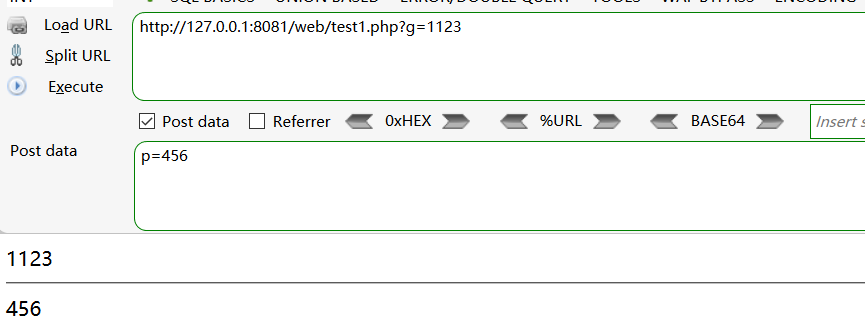 INT SQL BASICS UNION BASED ERROR/DOUBLE QUERY TOOLS WAF BYPASS ENCODING
Load URL
http://127.0.0.1:8081/web/test1.php?g=1123
Split URL
Execute
Post data Referrer 0xHEX %URL BASE64 Insert s
Post data
p=456
1123
456